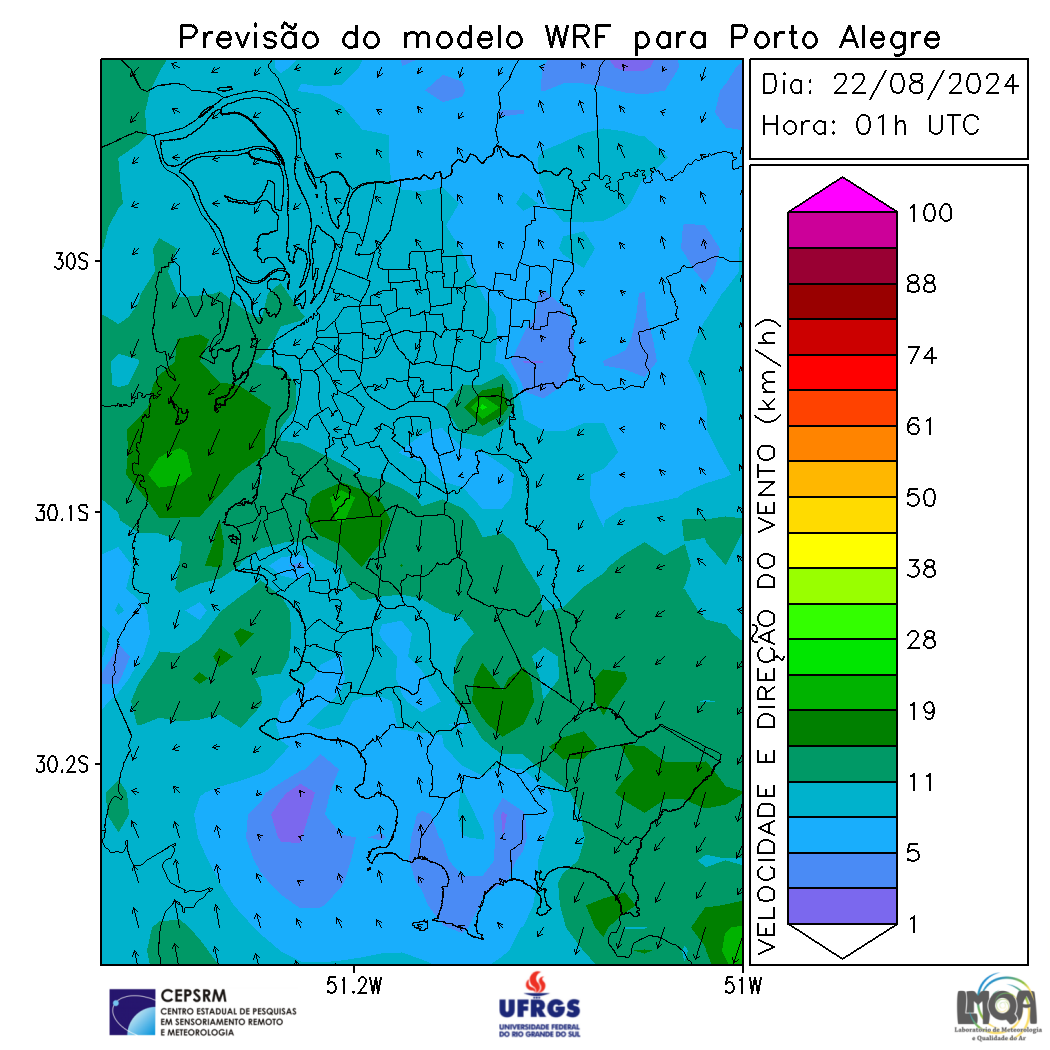 Previsão do modelo WRF para Porto Alegre
Dia: 22/08/2024
Hora: 01h UTC
30S
30.1S
30.2S
51.2W
51W
VELOCIDADE E DIREÇÃO DO VENTO (km/h)
100
88
74
61
50
38
28
19
11
5
1
CEPSRM
CENTRO ESTADUAL DE PESQUISAS
EM SENSORIAMENTO REMOTO
E METEOROLOGIA
UFRGS
UNIVERSIDADE FEDERAL
DO RIO GRANDE DO SUL
LMQA
Laboratório de Meteorologia
e Qualidade do Ar